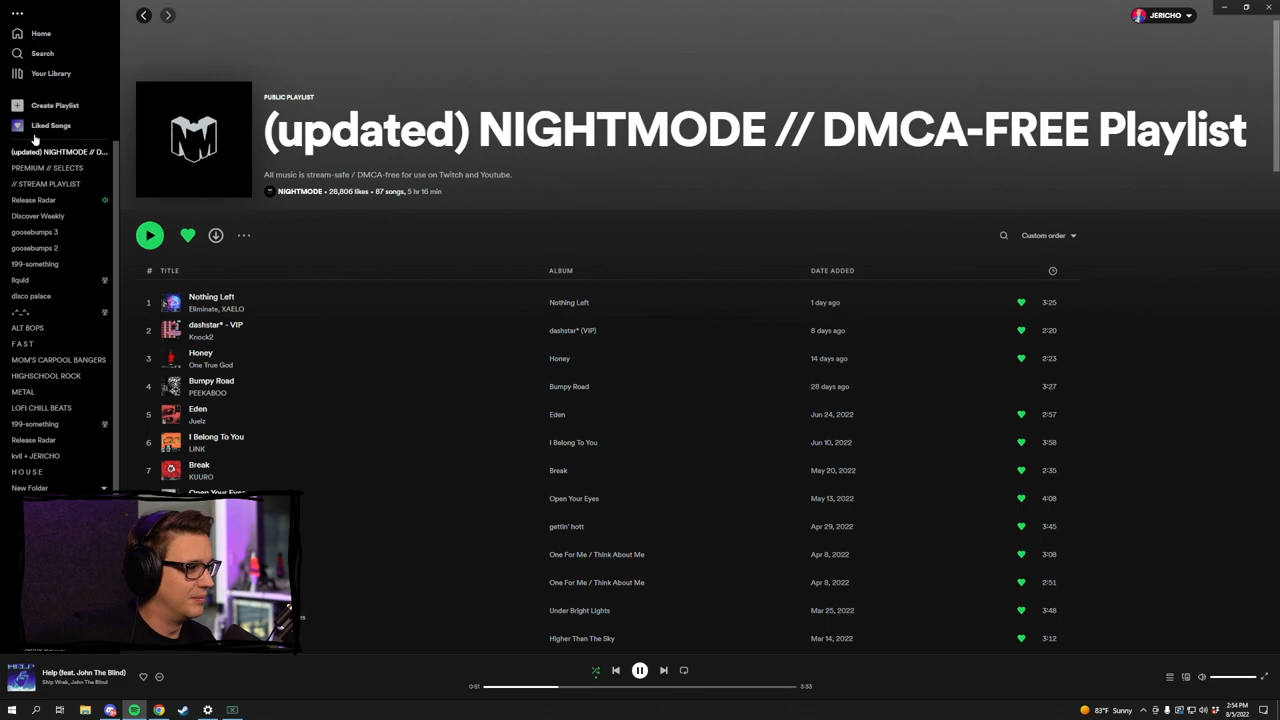 Home
Search
Your Library
Create Playlist
Liked Songs
(updated) NIGHTMODE // D...
PREMIUM // SELECTS
// STREAM PLAYLIST
Release Radar
Discover Weekly
goosebumps 3
goosebumps 2
199-something
liquid
disco palace
ALT BOPS
F A S T
MOM'S CARPOOL BANGERS
HIGHSCHOOL ROCK
METAL
LOFI CHILL BEATS
199-something
Release Radar
kvll + JERICHO
H O U S E
New Folder
JERICHO
PUBLIC PLAYLIST
(updated) NIGHTMODE // DMCA-FREE Playlist
All music is stream-safe / DMCA-free for use on Twitch and Youtube.
NIGHTMODE • 28,806 likes • 87 songs, 5 hr 16 min
Custom order
# TITLE ALBUM DATE ADDED
1 Nothing Left Nothing Left 1 day ago 3:25
Eliminate, XAELO
2 dashstar* - VIP dashstar* (VIP) 8 days ago 2:20
Knock2
3 Honey Honey 14 days ago 2:23
One True God
4 Bumpy Road Bumpy Road 28 days ago 3:27
PEEKABOO
5 Eden Eden Jun 24, 2022 2:57
Juelz
6 I Belong To You I Belong To You Jun 10, 2022 3:58
LINK
7 Break Break May 20, 2022 2:35
KUURO
Open Your Eyes Open Your Eyes May 13, 2022 4:08
gettin' hott Apr 29, 2022 3:45
One For Me / Think About Me Apr 8, 2022 3:08
One For Me / Think About Me Apr 8, 2022 2:51
Under Bright Lights Mar 25, 2022 3:48
Higher Than The Sky Mar 14, 2022 3:12
HELP
Help (feat. John The Blind)
Ship Wrek, John The Blind
0:51 3:33
83°F Sunny
2:54 PM
8/5/2022